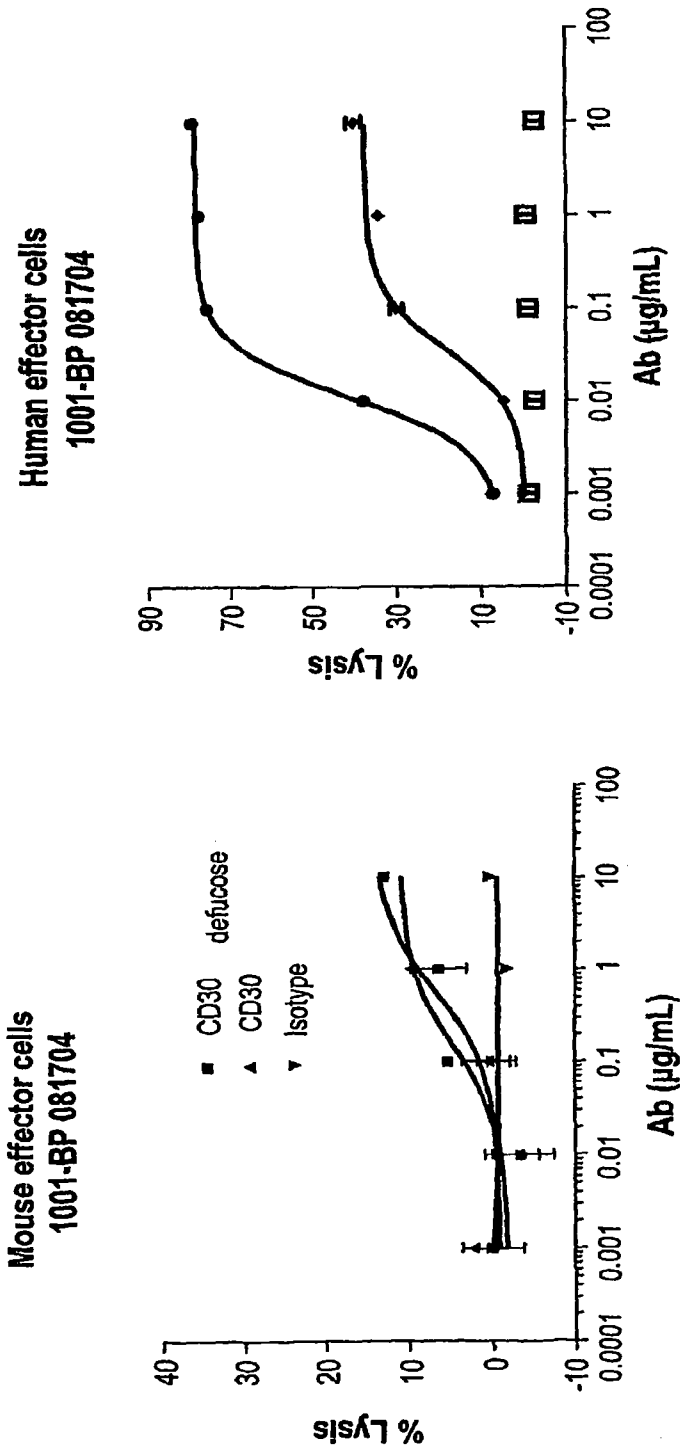 Mouse effector cells
1001-BP 081704
% Lysis
40
30
20
10
0
-10
0.0001
0.001
0.01
0.1
1
10
100
Ab (µg/mL)
CD30 defucose
CD30
Isotype
Human effector cells
1001-BP 081704
% Lysis
90
70
50
30
10
-10
0.0001
0.001
0.01
0.1
1
10
100
Ab (µg/mL)